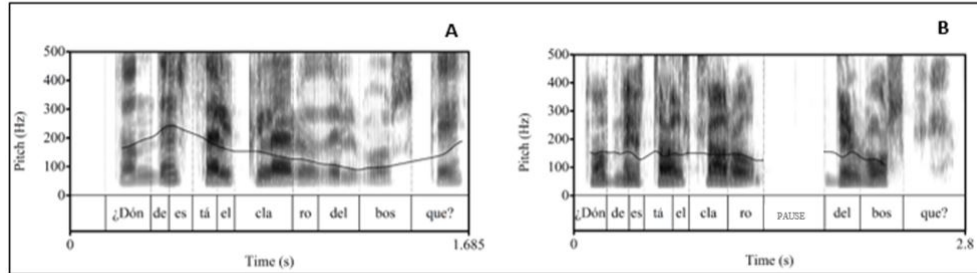 A
500
400
300
200
100
0
Pitch (Hz)
¿Dón de es tá el cla ro del bos que?
0 1.685
Time (s)
B
500
400
300
200
100
0
Pitch (Hz)
¿Dón de es tá el cla ro PAUSE del bos que?
0 2.8
Time (s)